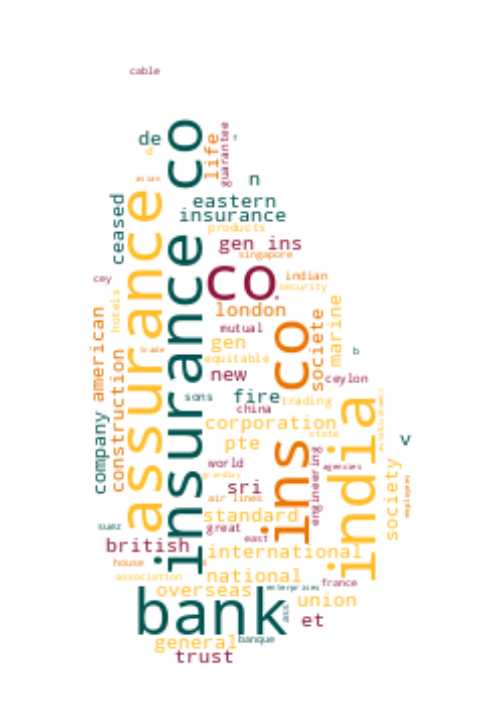 cable
de
insurance co
life
guarantee
r
d
asian
n
assurance
ceased
eastern
insurance
products
gen ins
singapore
co
cey
indian
security
hotels
american
london
mutual
marine
societe
ins co
gen
trade
equitable
b
construction
new
ceylon
sons
fire
trading
china
india
establishment
company
corporation
state
pte
v
world
agencies
engineering
society
employees
sri
air lines
standard
suez
great
east
british
international
house
association
national
france
overseas
enterprises
bank
ass
union
et
general
banque
trust